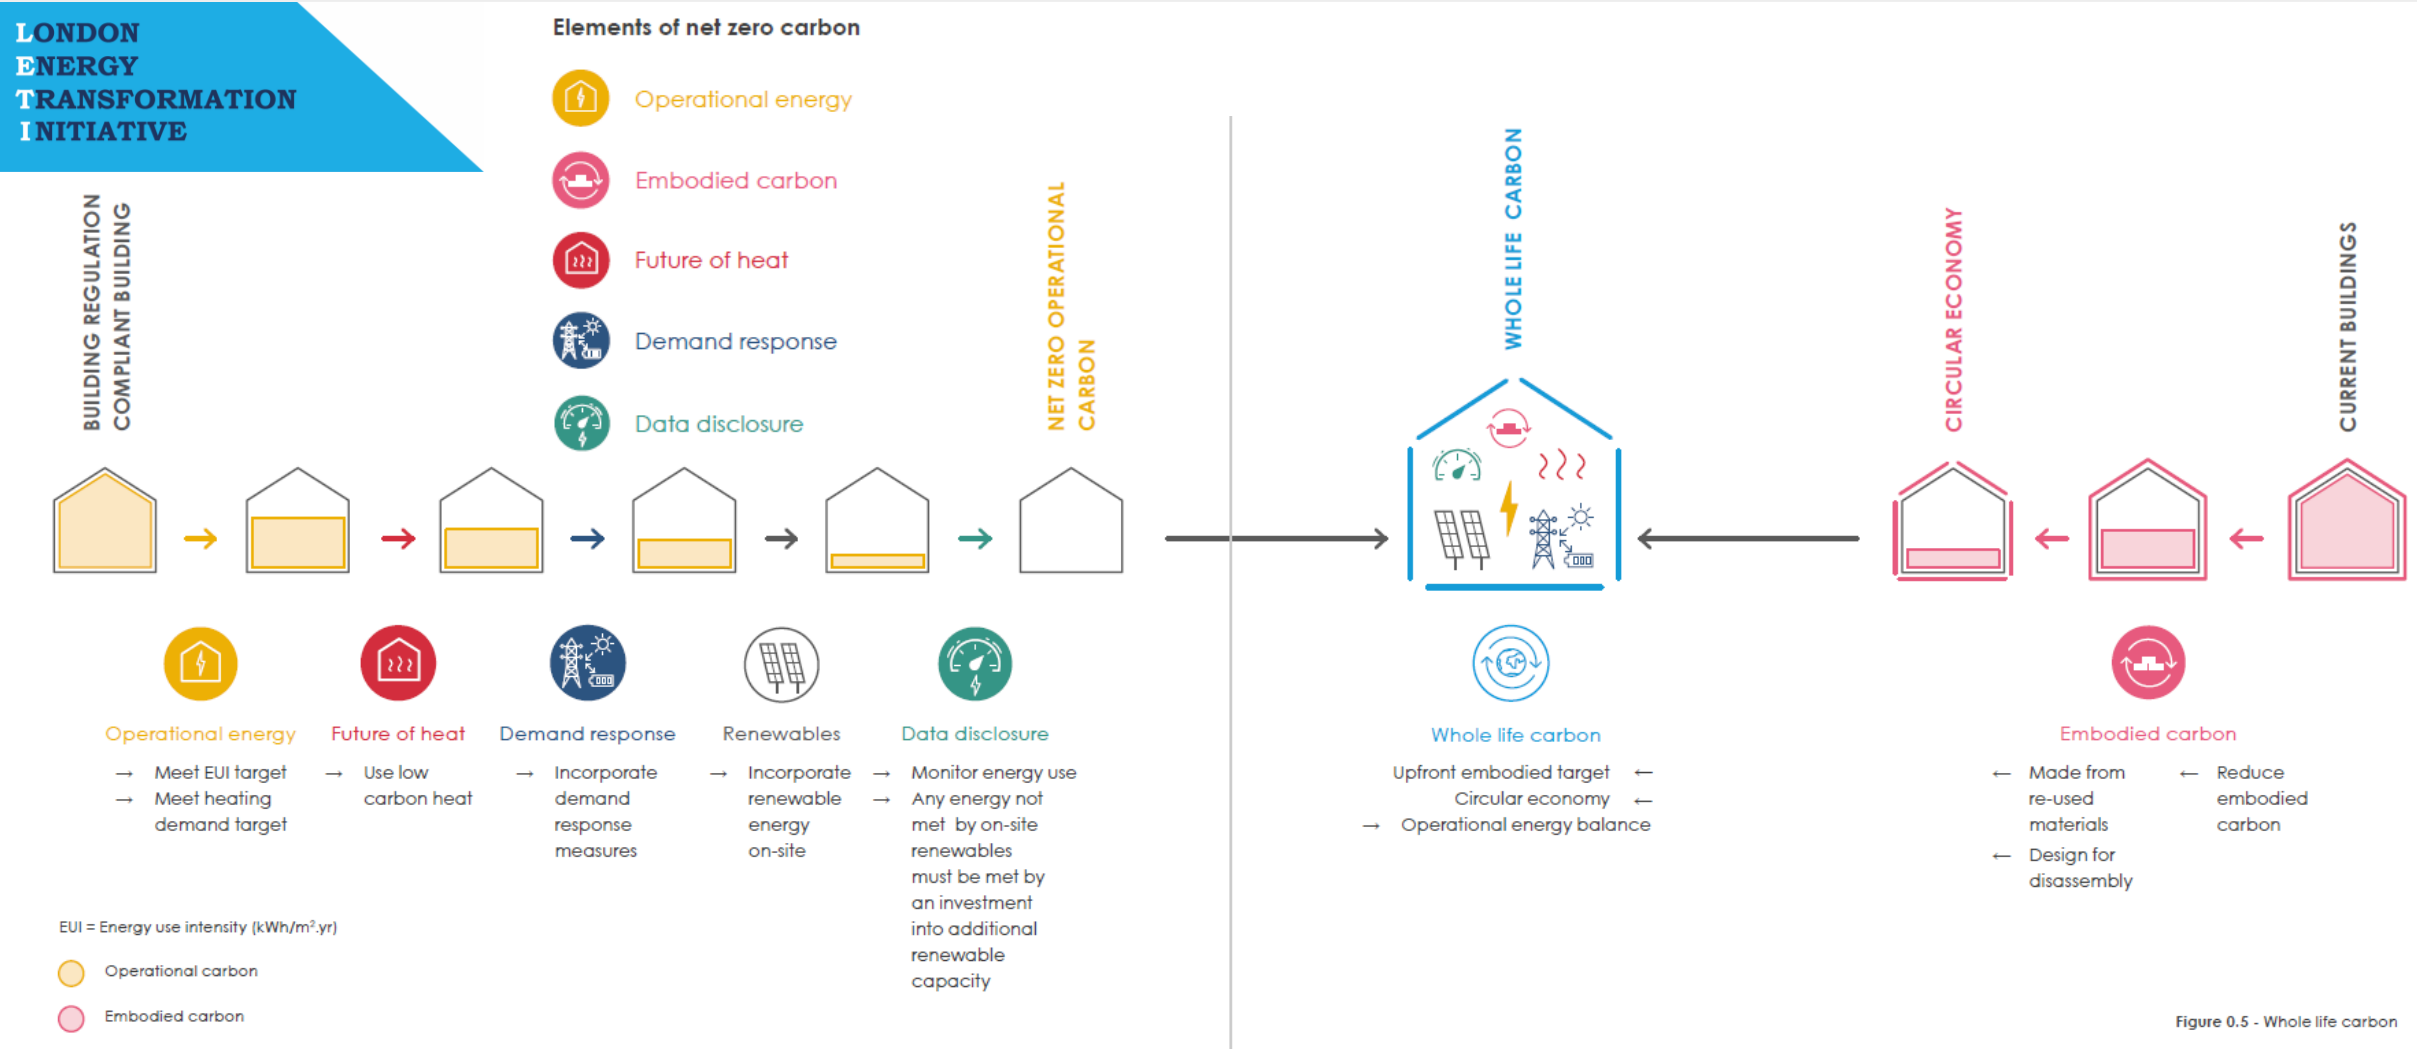 LONDON
ENERGY
TRANSFORMATION
INITIATIVE
Elements of net zero carbon
Operational energy
Embodied carbon
Future of heat
Demand response
Data disclosure
BUILDING REGULATION
COMPLIANT BUILDING
NET ZERO OPERATIONAL
CARBON
WHOLE LIFE CARBON
CIRCULAR ECONOMY
CURRENT BUILDINGS
Operational energy
→ Meet EUI target
→ Meet heating
demand target
Future of heat
→ Use low
carbon heat
Demand response
→ Incorporate
demand
response
measures
Renewables
→ Incorporate
renewable
energy
on-site
Data disclosure
→ Monitor energy use
→ Any energy not
met by on-site
renewables
must be met by
an investment
into additional
renewable
capacity
Whole life carbon
Upfront embodied target ←
Circular economy ←
→ Operational energy balance
Embodied carbon
← Made from
re-used
materials
← Design for
disassembly
← Reduce
embodied
carbon
EUI = Energy use intensity (kWh/m².yr)
Operational carbon
Embodied carbon
Figure 0.5 - Whole life carbon